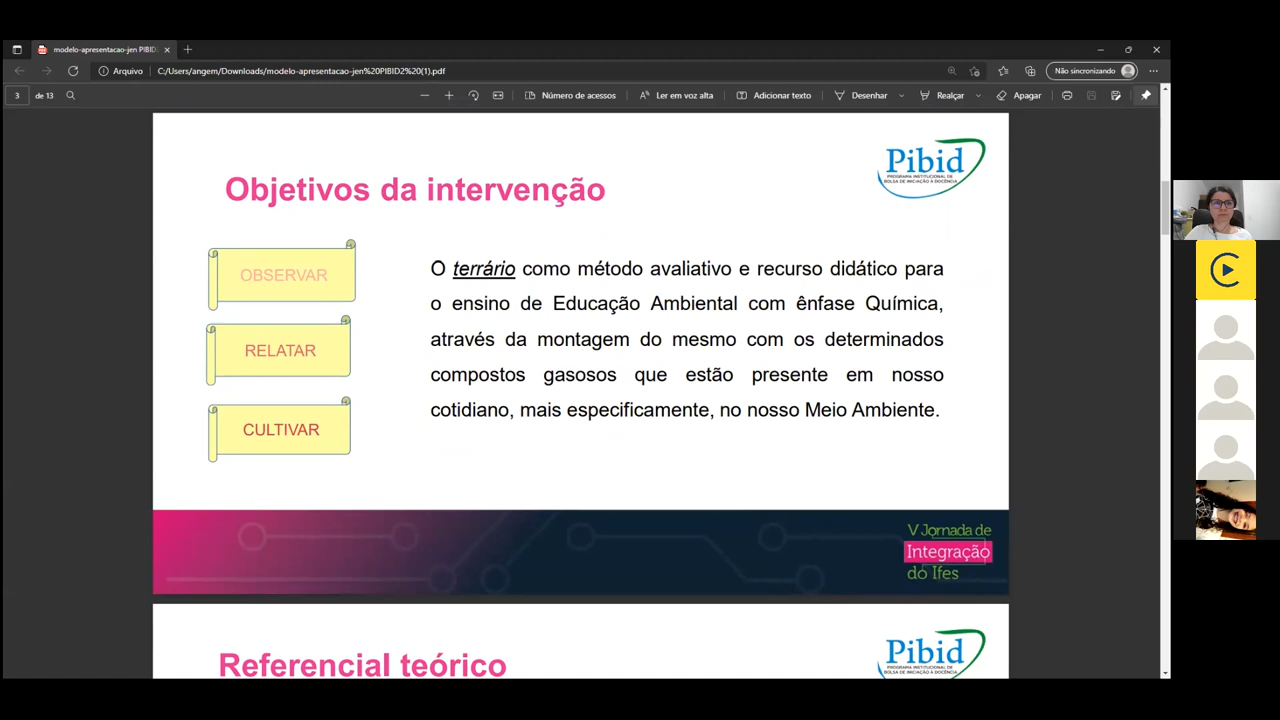 modelo-apresentacao-jen PIBID
Arquivo
C:/Users/angem/Downloads/modelo-apresentacao-jen%20PIBID2%20(1).pdf
Não sincronizando
3
de 13
Número de acessos
Ler em voz alta
Adicionar texto
Desenhar
Realçar
Apagar
Pibid
PROGRAMA INSTITUCIONAL DE
BOLSA DE INICIAÇÃO À DOCÊNCIA
Objetivos da intervenção
OBSERVAR
RELATAR
CULTIVAR
O terrário como método avaliativo e recurso didático para
o ensino de Educação Ambiental com ênfase Química,
através da montagem do mesmo com os determinados
compostos gasosos que estão presente em nosso
cotidiano, mais especificamente, no nosso Meio Ambiente.
V Jornada de
Integração
do Ifes
Referencial teórico
Pibid
PROGRAMA INSTITUCIONAL DE
BOLSA DE INICIAÇÃO À DOCÊNCIA